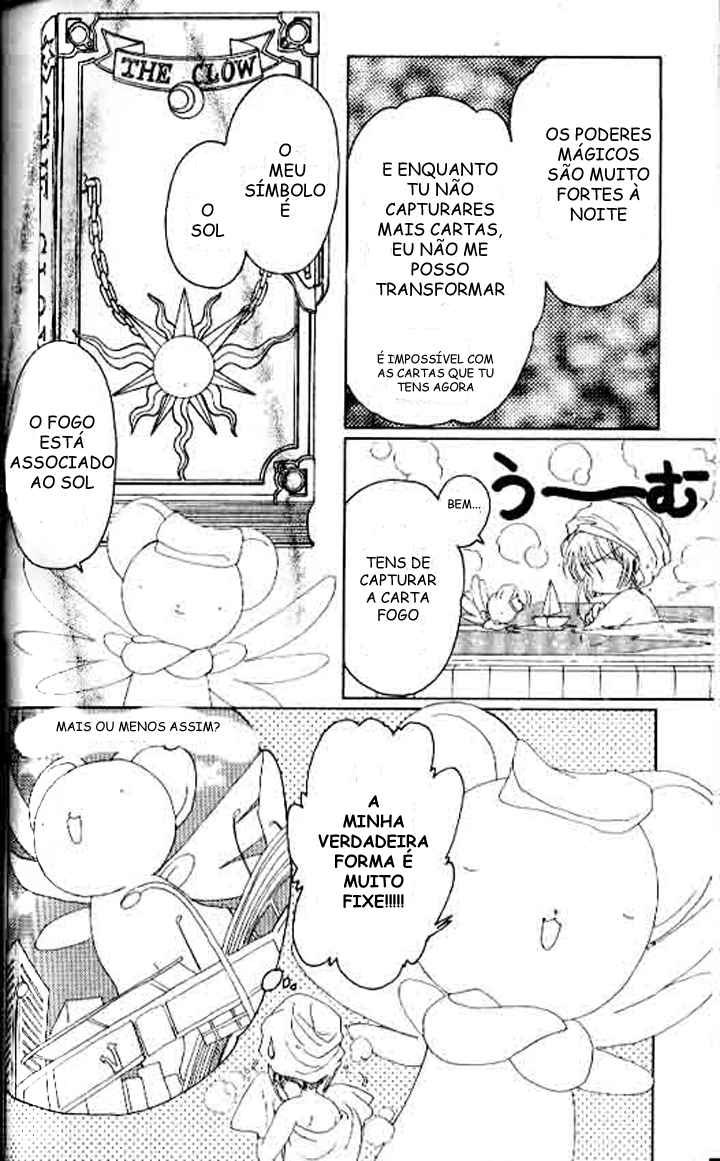 OS PODERES
MÁGICOS
SÃO MUITO
FORTES À
NOITE
E ENQUANTO
TU NÃO
CAPTURARES
MAIS CARTAS,
EU NÃO ME
POSSO
TRANSFORMAR
É IMPOSSÍVEL COM
AS CARTAS QUE TU
TENS AGORA
THE CLOW
O
MEU
SÍMBOLO
É
O
SOL
O FOGO
ESTÁ
ASSOCIADO
AO SOL
うーむ
BEM...
TENS DE
CAPTURAR
A CARTA
FOGO
A
MINHA
VERDADEIRA
FORMA É
MUITO
FIXE!!!!!
MAIS OU MENOS ASSIM?